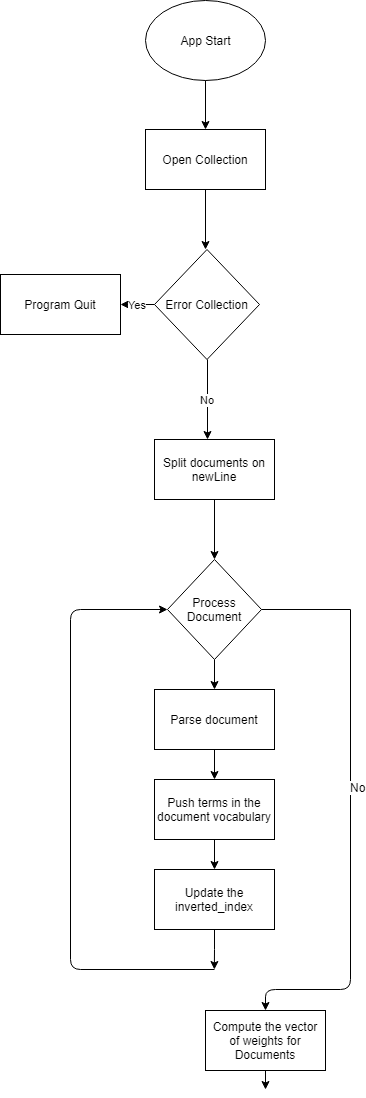 App Start
Open Collection
Error Collection
Yes
Program Quit
No
Split documents on
newLine
Process
Document
Parse document
Push terms in the
document vocabulary
No
Update the
inverted_index
Compute the vector
of weights for
Documents